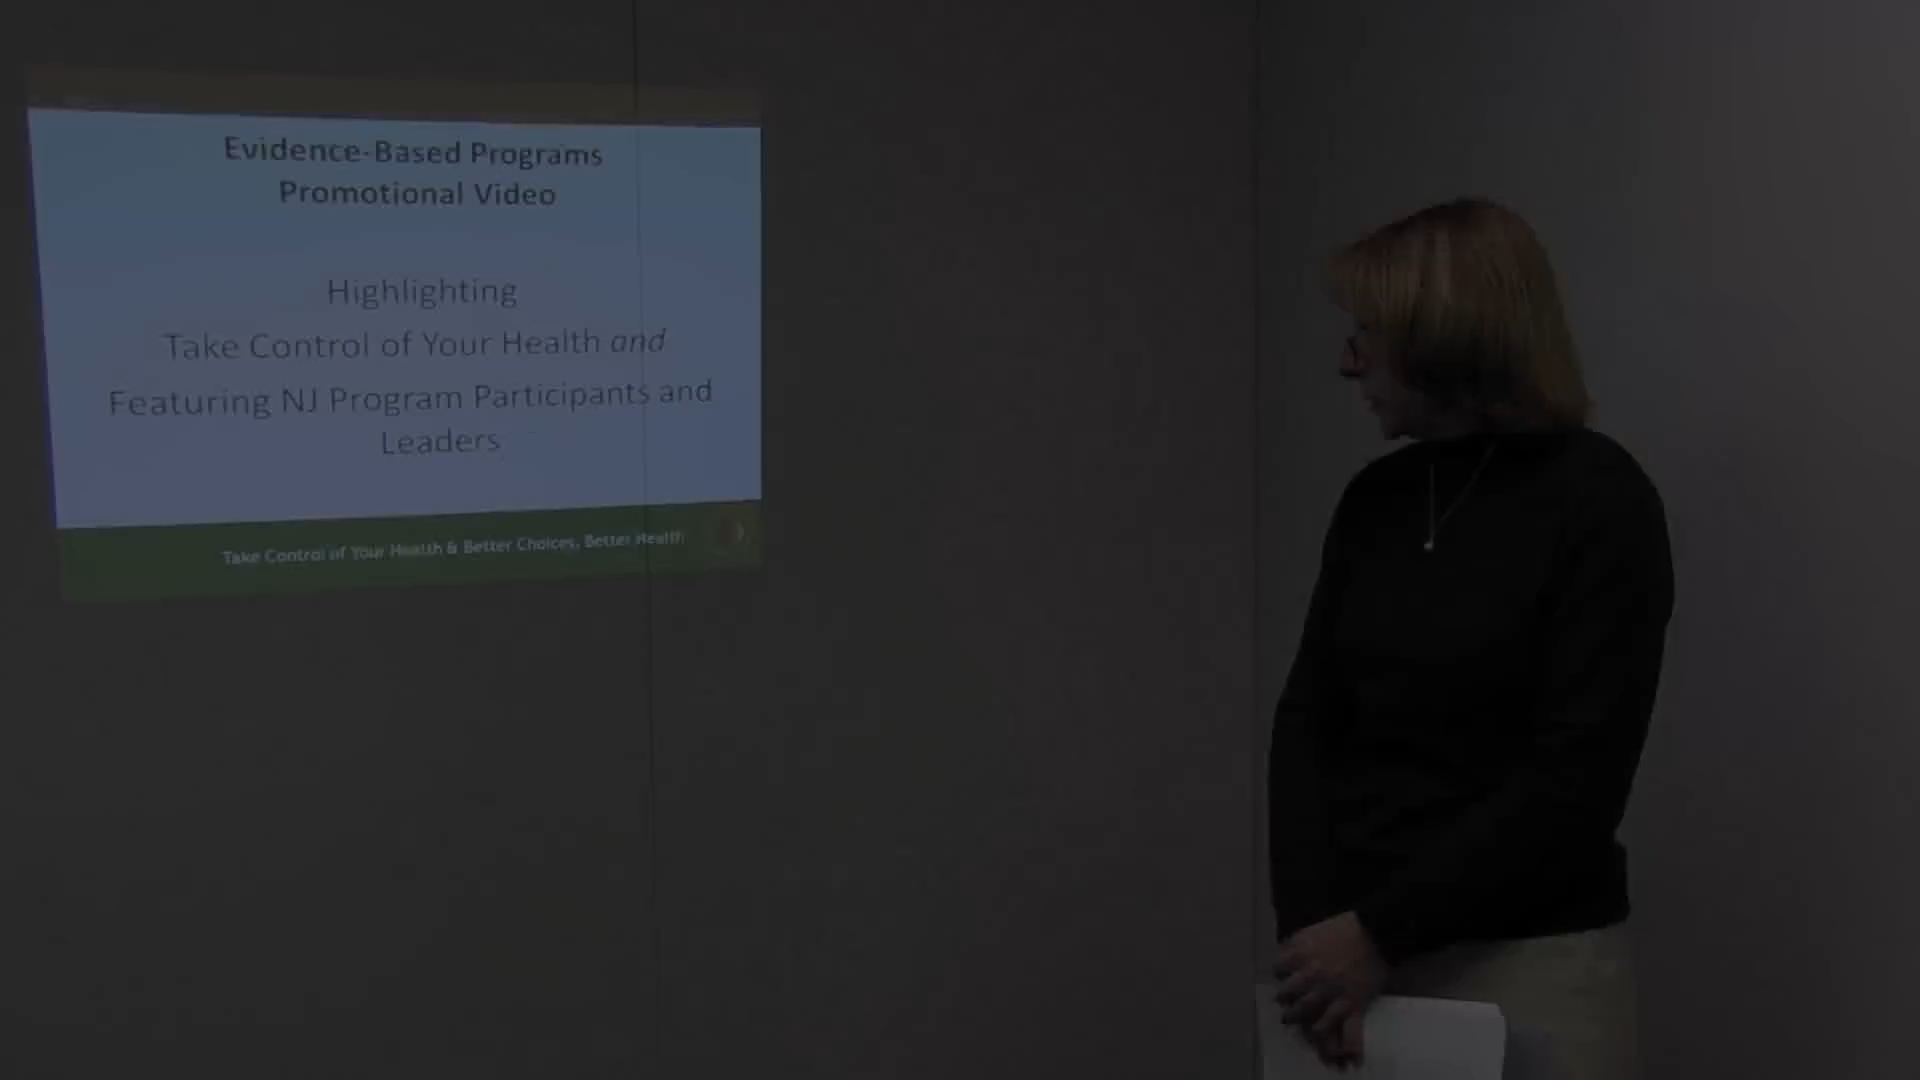 Evidence-Based Programs
Promotional Video
Highlighting
Take Control of Your Health and
Featuring NJ Program Participants and
Leaders
Take Control of Your Health & Better Choices, Better Health